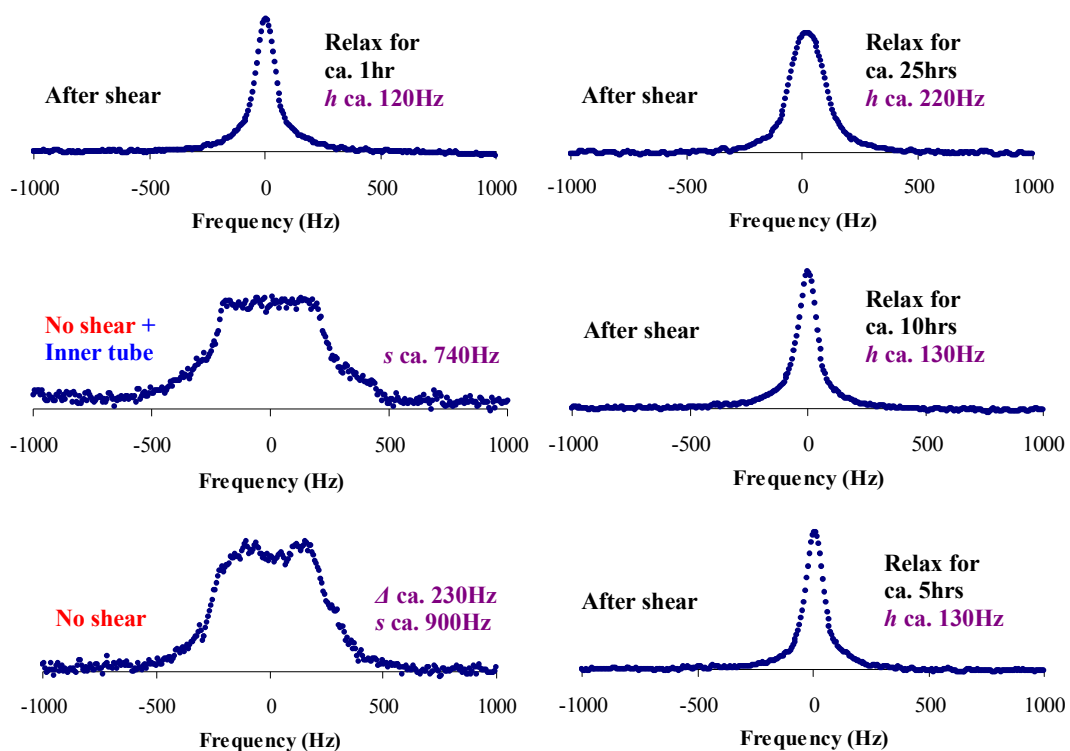 After shear
Relax for
ca. 1hr
h ca. 120Hz
-1000 -500 0 500 1000
Frequency (Hz)
After shear
Relax for
ca. 25hrs
h ca. 220Hz
-1000 -500 0 500 1000
Frequency (Hz)
No shear +
Inner tube
s ca. 740Hz
-1000 -500 0 500 1000
Frequency (Hz)
After shear
Relax for
ca. 10hrs
h ca. 130Hz
-1000 -500 0 500 1000
Frequency (Hz)
No shear
Δ ca. 230Hz
s ca. 900Hz
-1000 -500 0 500 1000
Frequency (Hz)
After shear
Relax for
ca. 5hrs
h ca. 130Hz
-1000 -500 0 500 1000
Frequency (Hz)